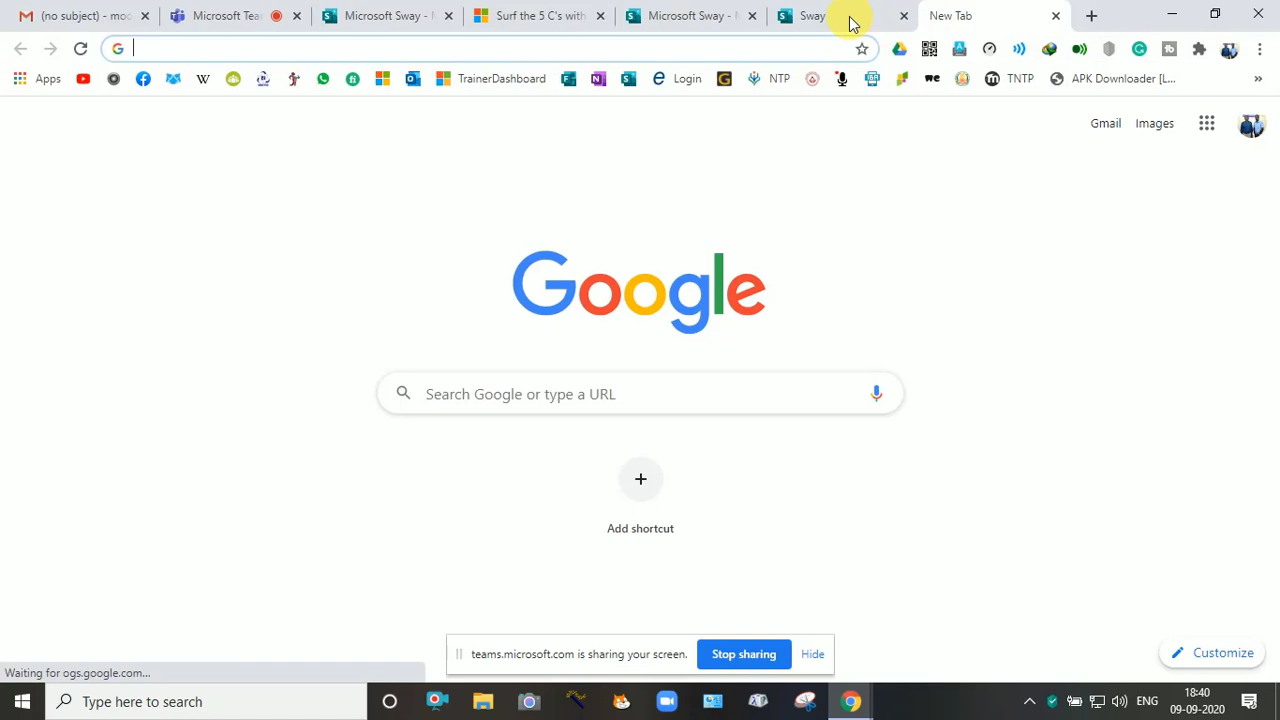 (no subject) - moc
Microsoft Tear
Microsoft Sway - M
Surf the 5 C's with
Microsoft Sway - M
Sway
New Tab
Apps
TrainerDashboard
Login
NTP
we
TNTP
APK Downloader [L...
Gmail
Images
Google
Search Google or type a URL
Add shortcut
teams.microsoft.com is sharing your screen.
Stop sharing
Hide
Customize
Waiting for ogs.google.com...
Type here to search
ENG
18:40
09-09-2020